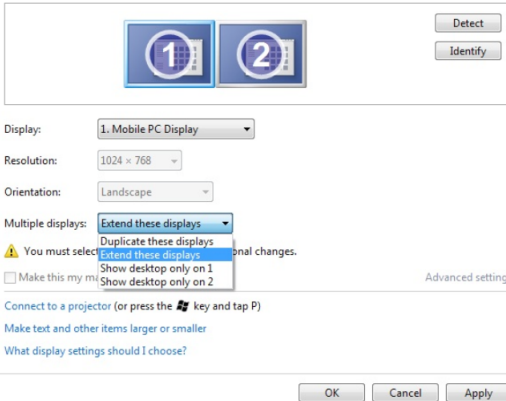 1 2 Detect
Identify
Display: 1. Mobile PC Display
Resolution: 1024 × 768
Orientation: Landscape
Multiple displays: Extend these displays
Duplicate these displays
Extend these displays
Show desktop only on 1
Show desktop only on 2
You must select onal changes.
Make this my ma Advanced setting
Connect to a projector (or press the key and tap P)
Make text and other items larger or smaller
What display settings should I choose?
OK Cancel Apply